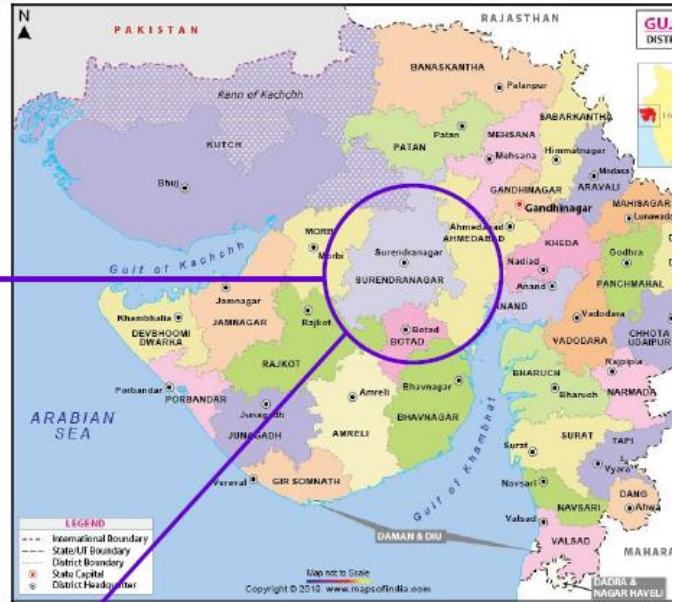 N
RAJASTHAN
PAKISTAN
GUJ
DISTR
BANASKANTHA
Palanpur
Rann of Kachchh
SABARKANTHA
MEHSANA
Patan
PATAN
Mehsana
Himmatnagar
KUTCH
Modasa
ARAVALI
Bhuj
GANDHINAGAR
Gandhinagar
MAHISAGAR
Lunawada
MORBI
Morbi
Ahmedabad
AHMEDABAD
KHEDA
Surendranagar
SURENDRANAGAR
Gulf of Kachchh
Nadiad
Godhra
PANCHMAHAL
Anand
ANAND
Jamnagar
JAMNAGAR
Khambhalia
DEVBHOOMI
DWARKA
Rajkot
RAJKOT
Botad
BOTAD
Vadodara
VADODARA
CHHOTA
UDAIPUR
Rajpipla
BHARUCH
Bharuch
NARMADA
Porbandar
PORBANDAR
Amreli
AMRELI
Bhavnagar
BHAVNAGAR
Junagadh
JUNAGADH
ARABIAN
SEA
Gulf of Khambhat
SURAT
Surat
TAPI
Vyara
Veraval
GIR SOMNATH
Navsari
NAVSARI
DANG
Ahwa
Valsad
VALSAD
DAMAN & DIU
MAHARA
DADRA &
NAGAR HAVELI
LEGEND
International Boundary
State/UT Boundary
District Boundary
State Capital
District Headquarter
Map not to Scale
Copyright © 2019 www.mapsofindia.com